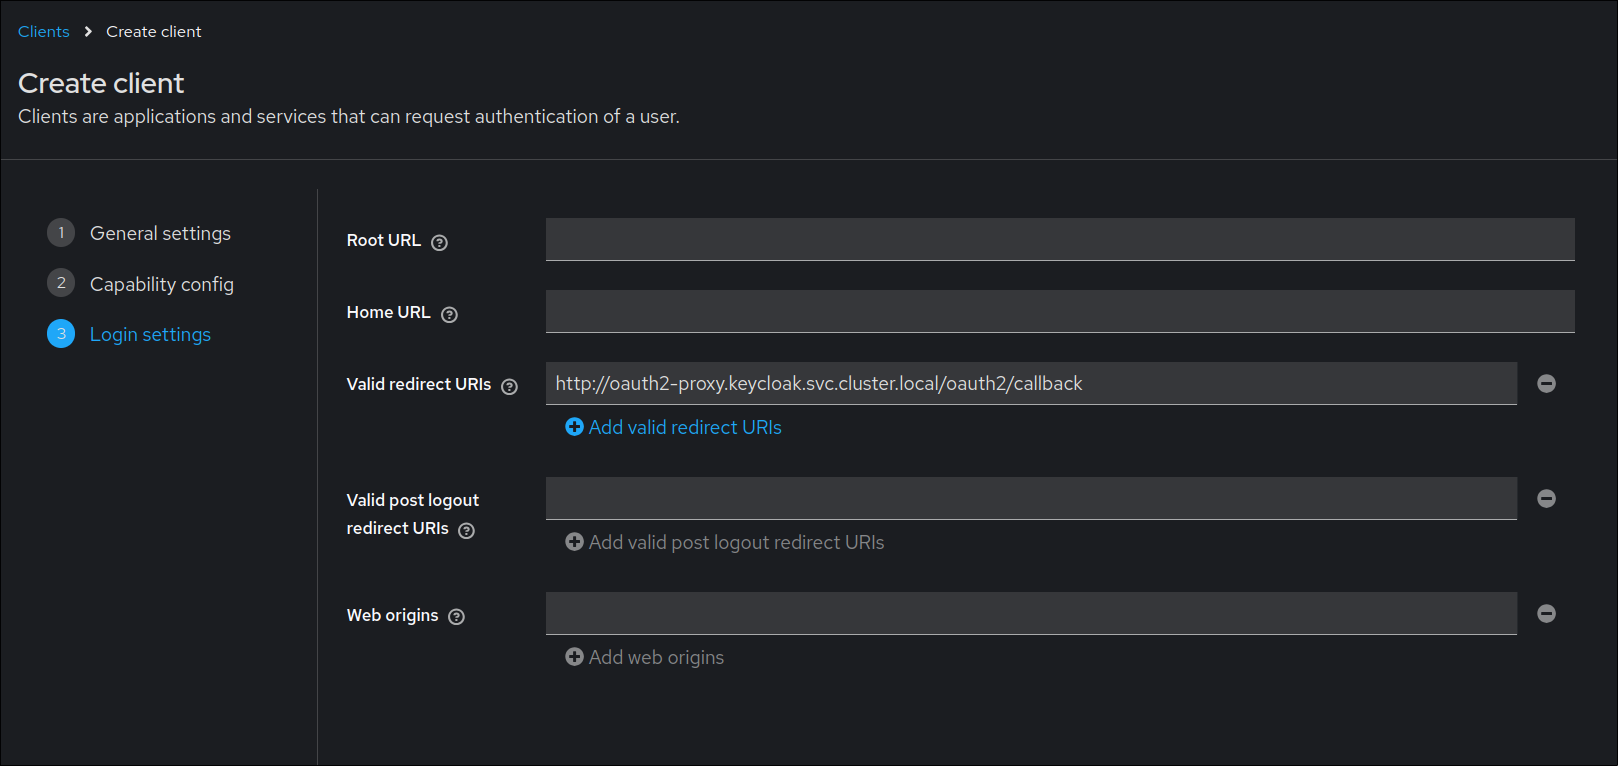 Clients > Create client
Create client
Clients are applications and services that can request authentication of a user.
1 General settings
2 Capability config
3 Login settings
Root URL ?
Home URL ?
Valid redirect URIs ? http://oauth2-proxy.keycloak.svc.cluster.local/oauth2/callback
Add valid redirect URIs
Valid post logout
redirect URIs ?
Add valid post logout redirect URIs
Web origins ?
Add web origins